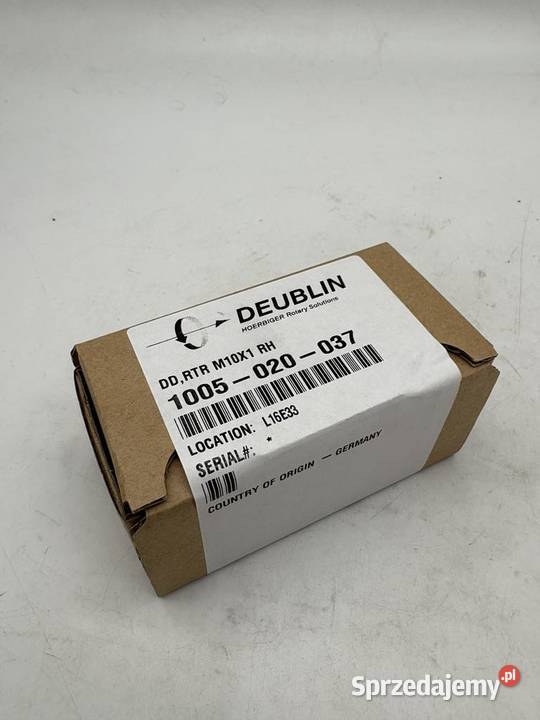 DEUBLIN
HOERBIGER Rotary Solutions
DD,RTR M10X1 RH
1005-020-037
LOCATION: L16E33
SERIAL#: *
COUNTRY OF ORIGIN - GERMANY
Sprzedajemy.pl